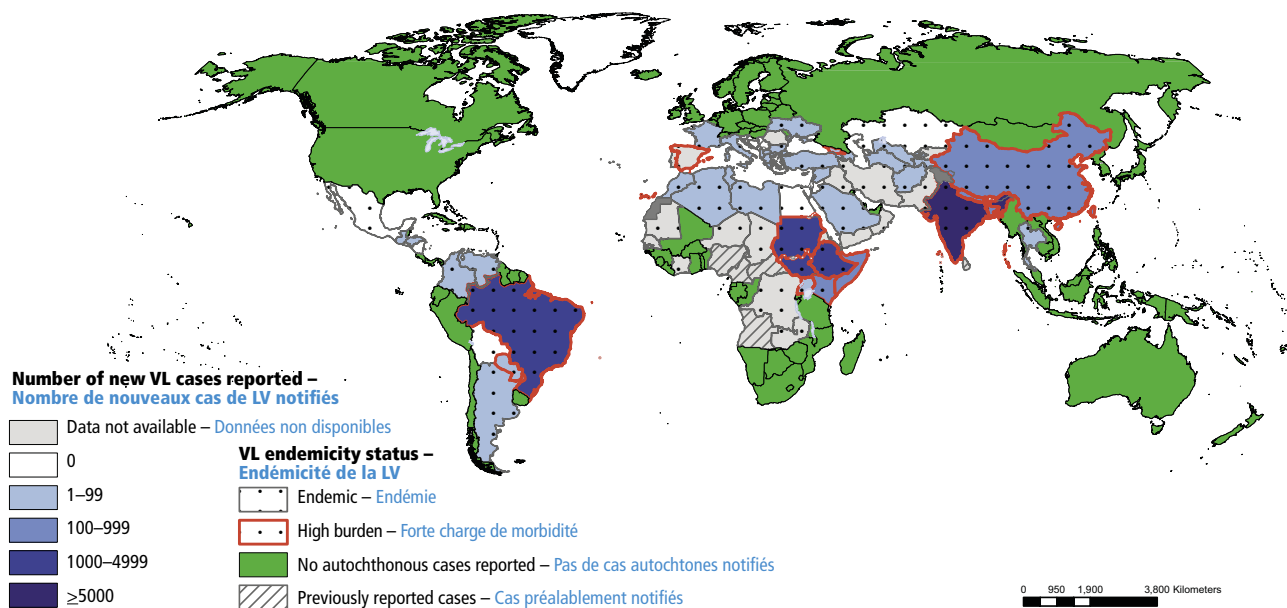 Number of new VL cases reported –
Nombre de nouveaux cas de LV notifiés
Data not available – Données non disponibles
0
1–99
100–999
1000–4999
≥5000
VL endemicity status –
Endémicité de la LV
Endemic – Endémie
High burden – Forte charge de morbidité
No autochthonous cases reported – Pas de cas autochtones notifiés
Previously reported cases – Cas préalablement notifiés
0 950 1,900 3,800 Kilometers